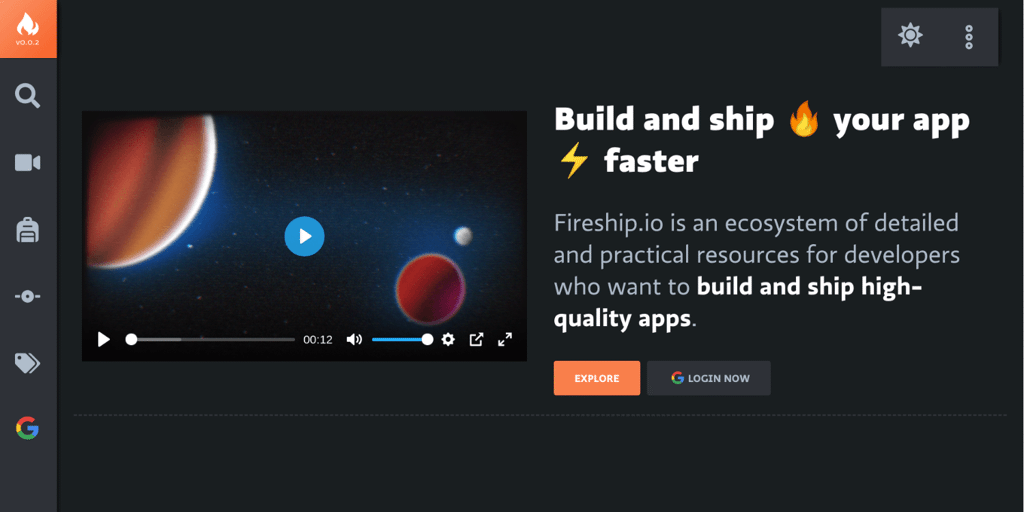 v0.0.2
Build and ship 🔥 your app
⚡ faster
Fireship.io is an ecosystem of detailed
and practical resources for developers
who want to build and ship high-
quality apps.
00:12
EXPLORE
LOGIN NOW